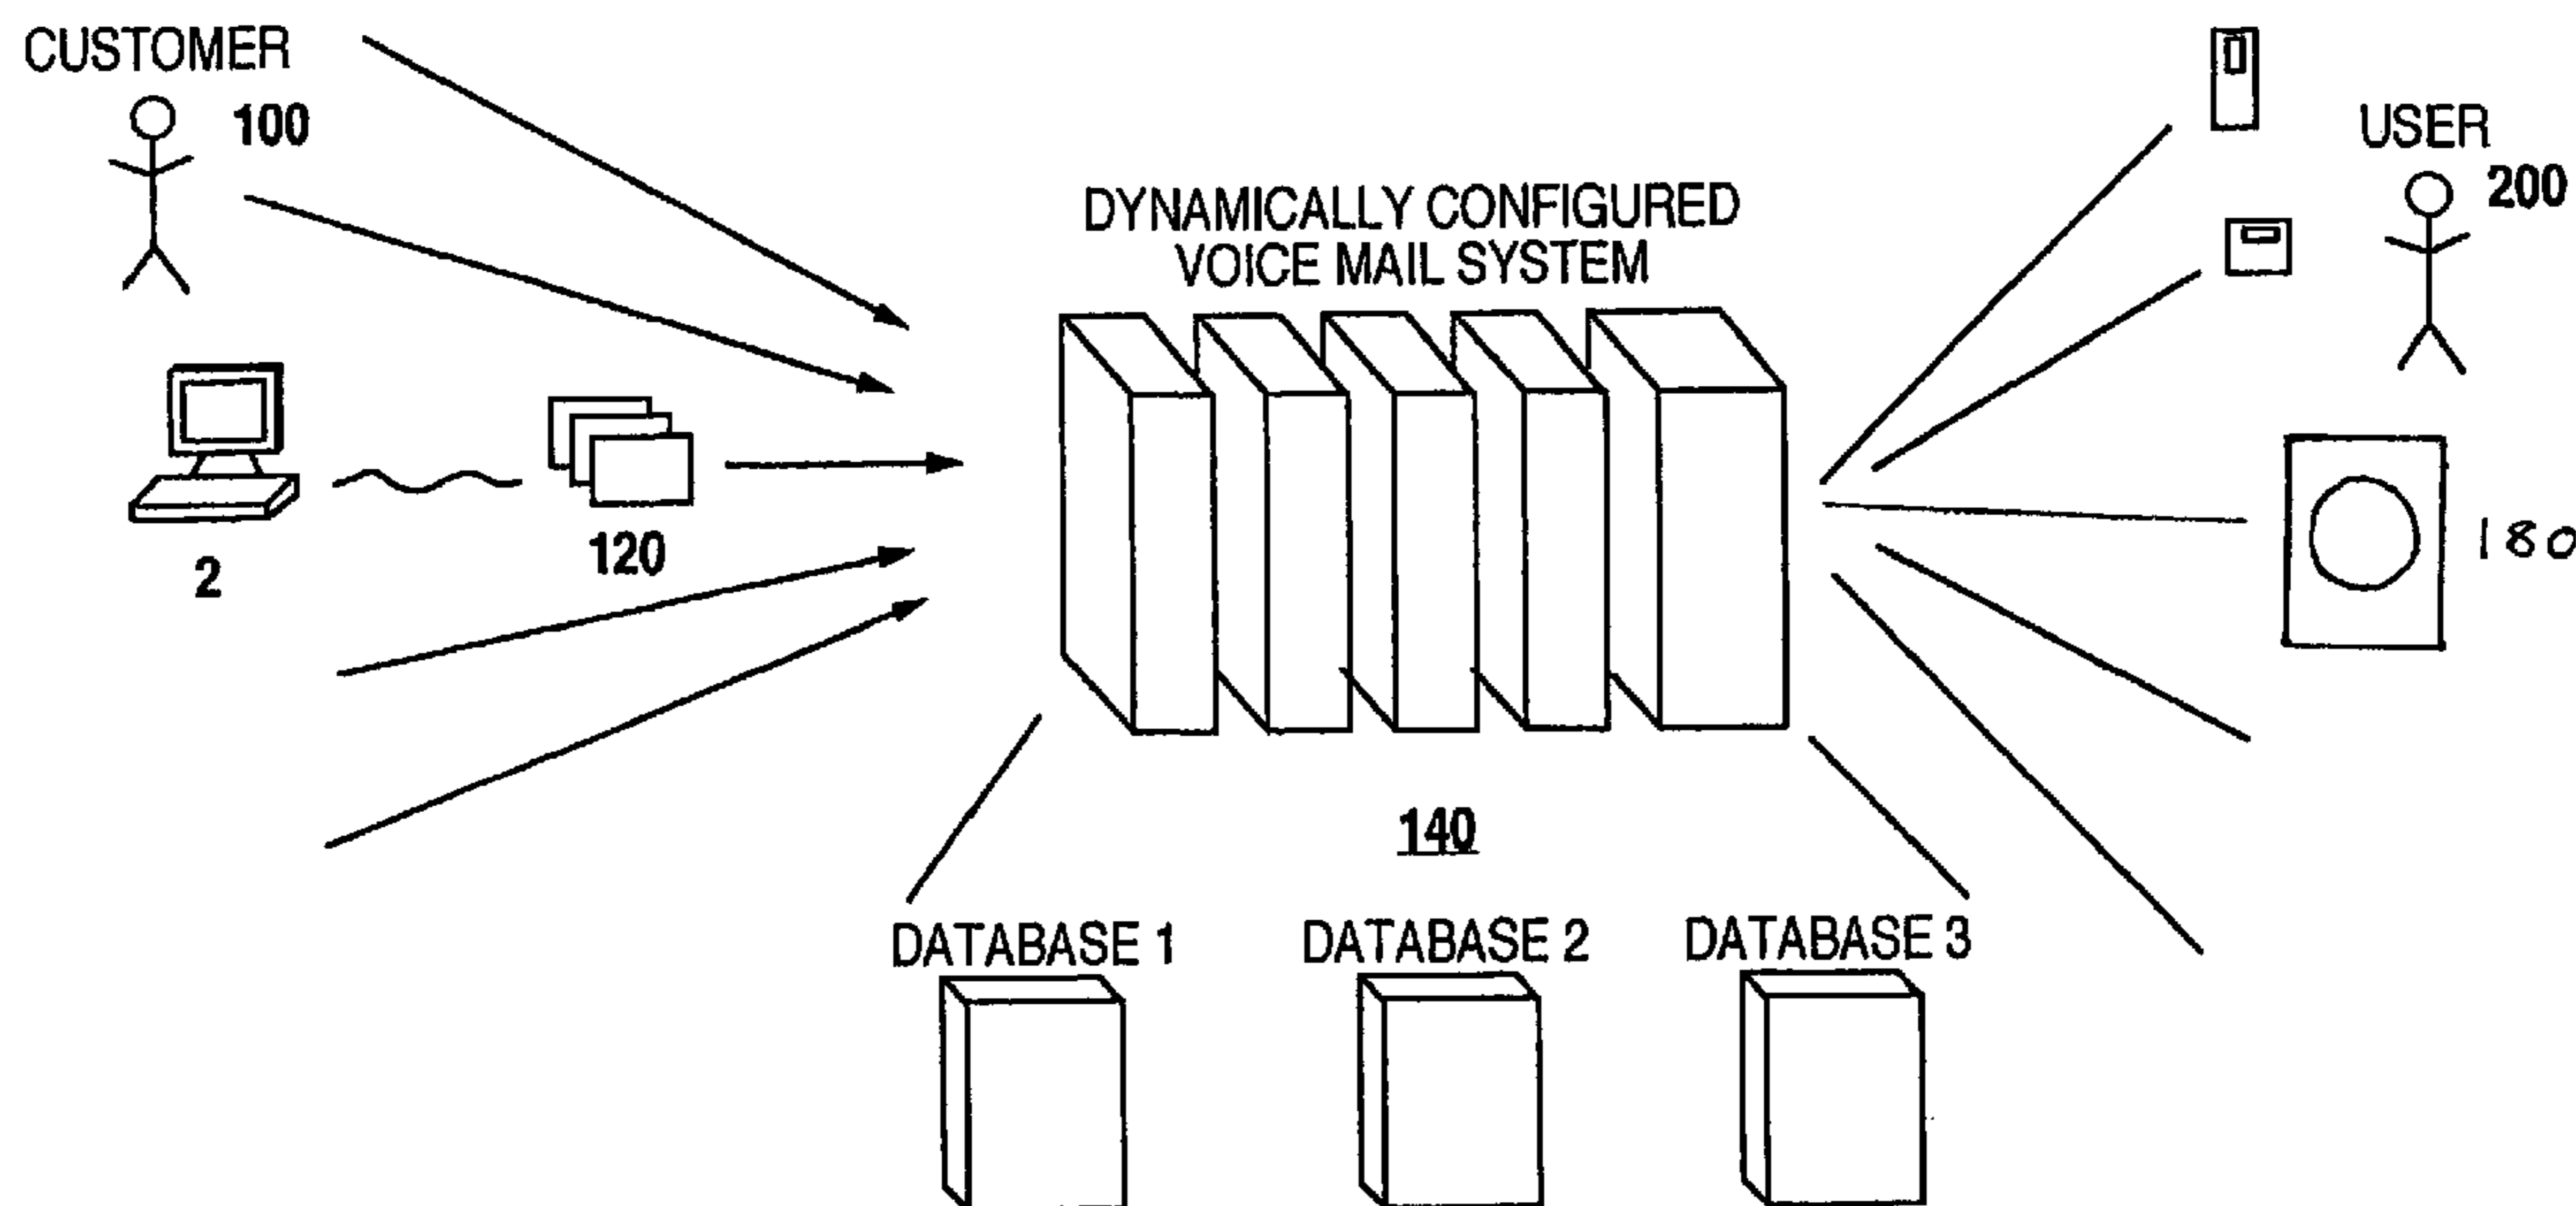 CUSTOMER
100
USER
200
DYNAMICALLY CONFIGURED
VOICE MAIL SYSTEM
2
120
180
140
DATABASE 1
DATABASE 2
DATABASE 3